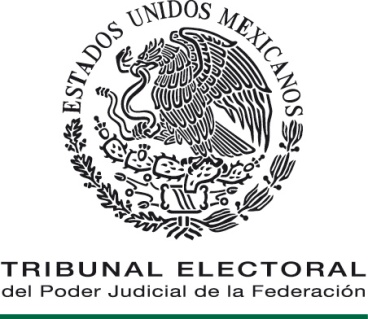 ESTADOS UNIDOS MEXICANOS
TRIBUNAL ELECTORAL
del Poder Judicial de la Federación